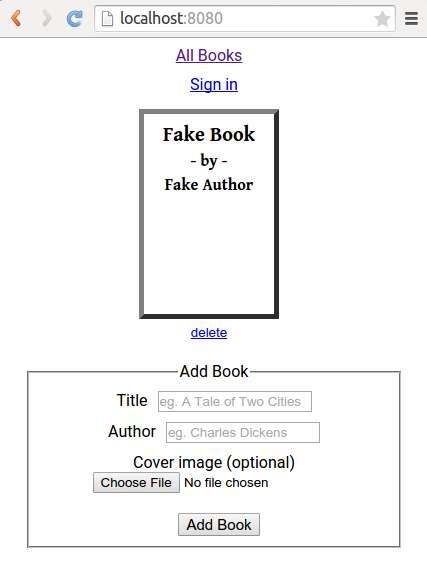 localhost:8080
All Books
Sign in
Fake Book
- by -
Fake Author
delete
Add Book
Title eg. A Tale of Two Cities
Author eg. Charles Dickens
Cover image (optional)
Choose File No file chosen
Add Book